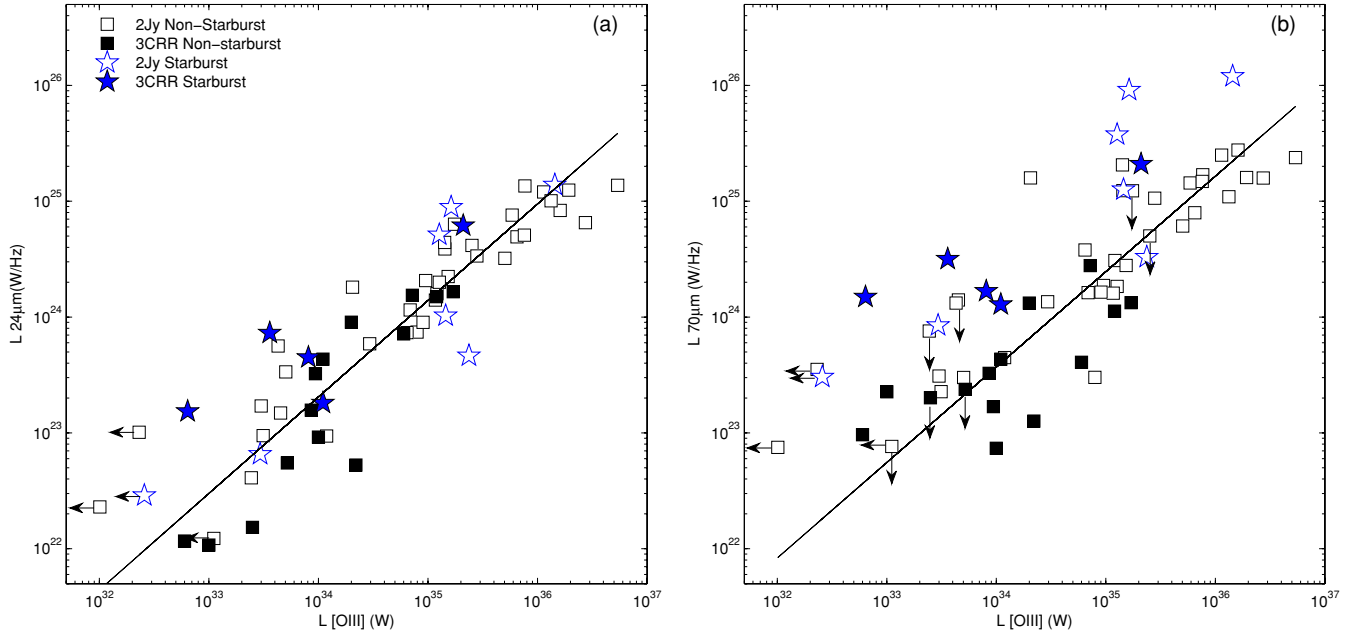 2Jy Non−Starburst
3CRR Non−starburst
2Jy Starburst
3CRR Starburst
(a)
L 24μm(W/Hz)
10^26
10^25
10^24
10^23
10^22
10^32 10^33 10^34 10^35 10^36 10^37
L [OIII] (W)
(b)
L 70μm (W/Hz)
10^26
10^25
10^24
10^23
10^22
10^32 10^33 10^34 10^35 10^36 10^37
L [OIII] (W)